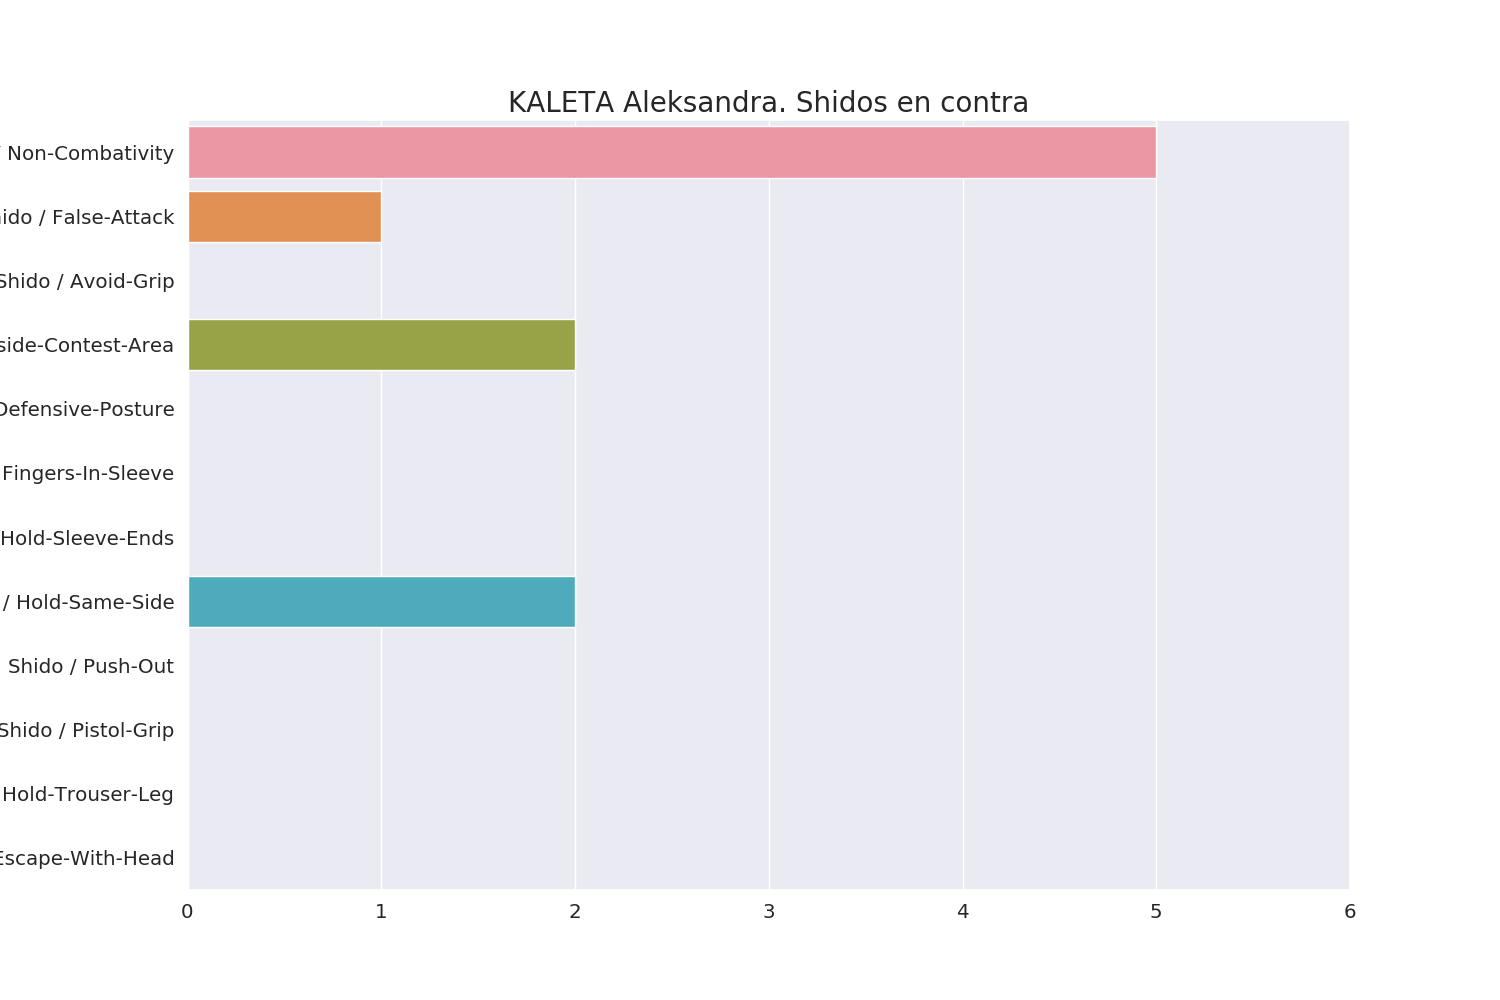 KALETA Aleksandra. Shidos en contra
/ Non-Combativity
ido / False-Attack
Shido / Avoid-Grip
side-Contest-Area
Defensive-Posture
Fingers-In-Sleeve
Hold-Sleeve-Ends
/ Hold-Same-Side
Shido / Push-Out
Shido / Pistol-Grip
Hold-Trouser-Leg
Escape-With-Head
0 1 2 3 4 5 6